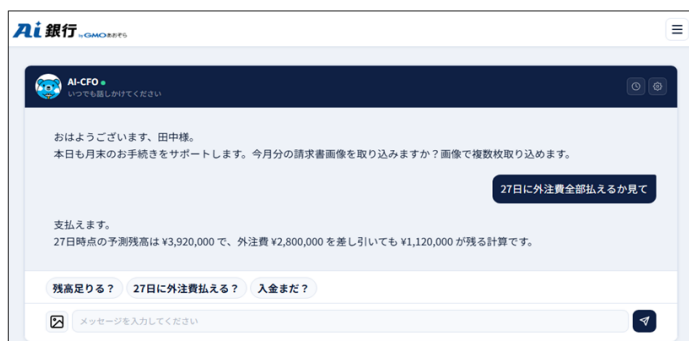 Ai 銀行 by GMOあおぞら
AI-CFO
いつでも話しかけてください
おはようございます、田中様。
本日も月末のお手続きをサポートします。今月分の請求書画像を取り込みますか？画像で複数枚取り込めます。
27日に外注費全部払えるか見て
支払えます。
27日時点の予測残高は ¥3,920,000 で、外注費 ¥2,800,000 を差し引いても ¥1,120,000 が残る計算です。
残高足りる？ 27日に外注費払える？ 入金まだ？
メッセージを入力してください